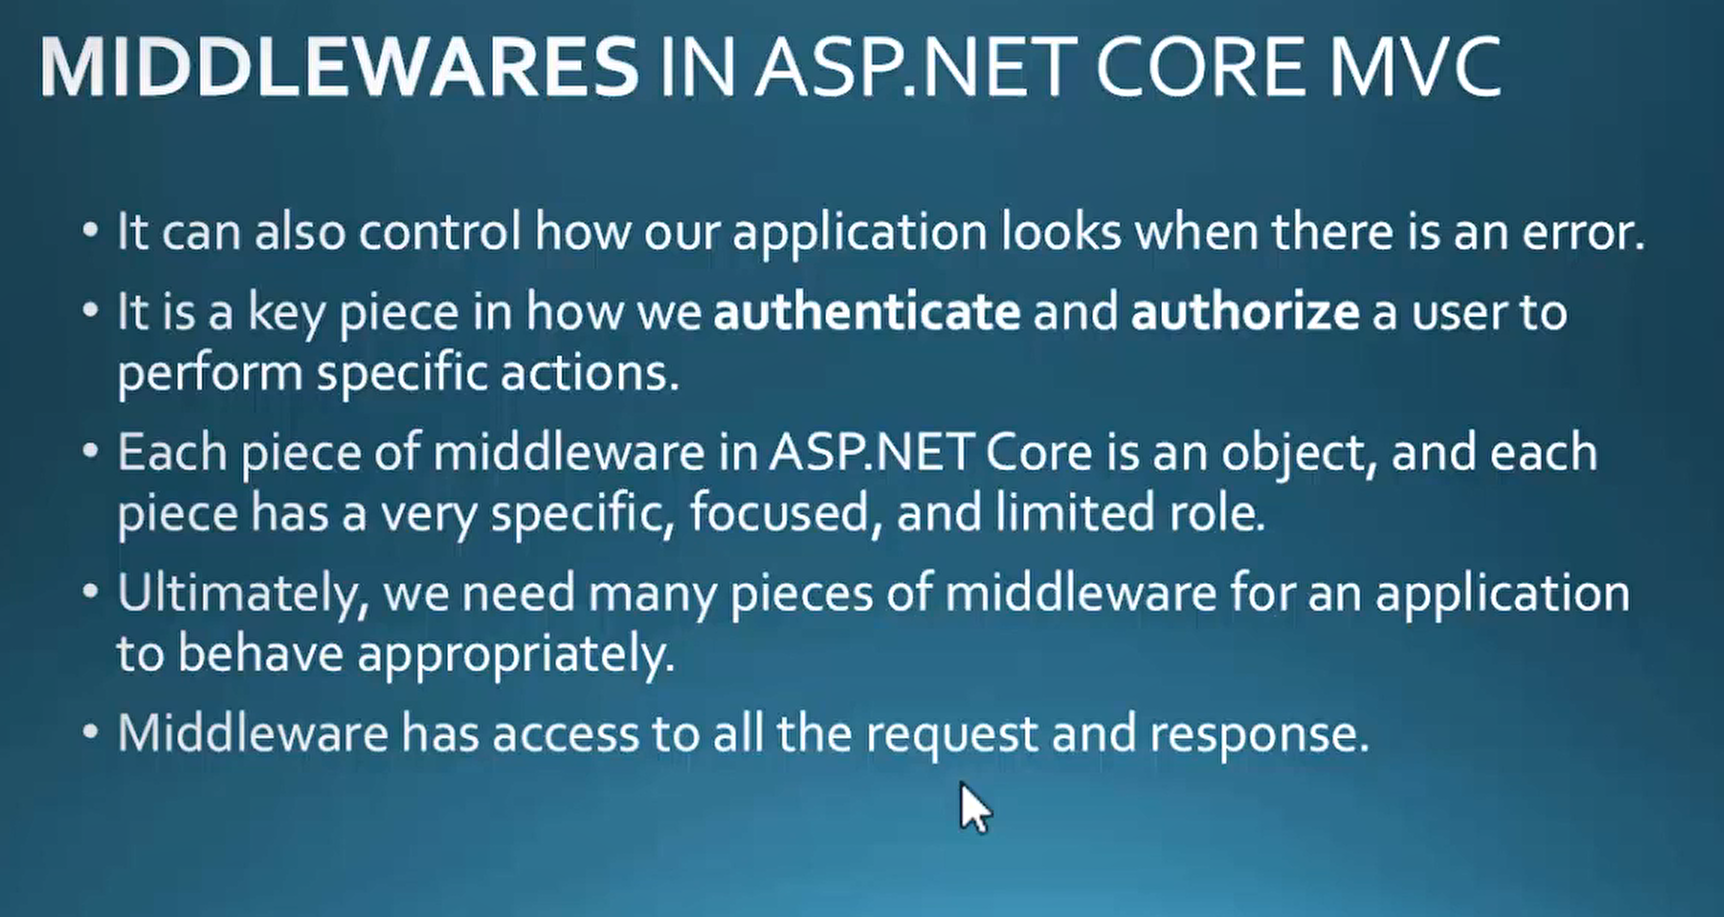 MIDDLEWARES IN ASP.NET CORE MVC
• It can also control how our application looks when there is an error.
• It is a key piece in how we authenticate and authorize a user to
perform specific actions.
• Each piece of middleware in ASP.NET Core is an object, and each
piece has a very specific, focused, and limited role.
• Ultimately, we need many pieces of middleware for an application
to behave appropriately.
• Middleware has access to all the request and response.